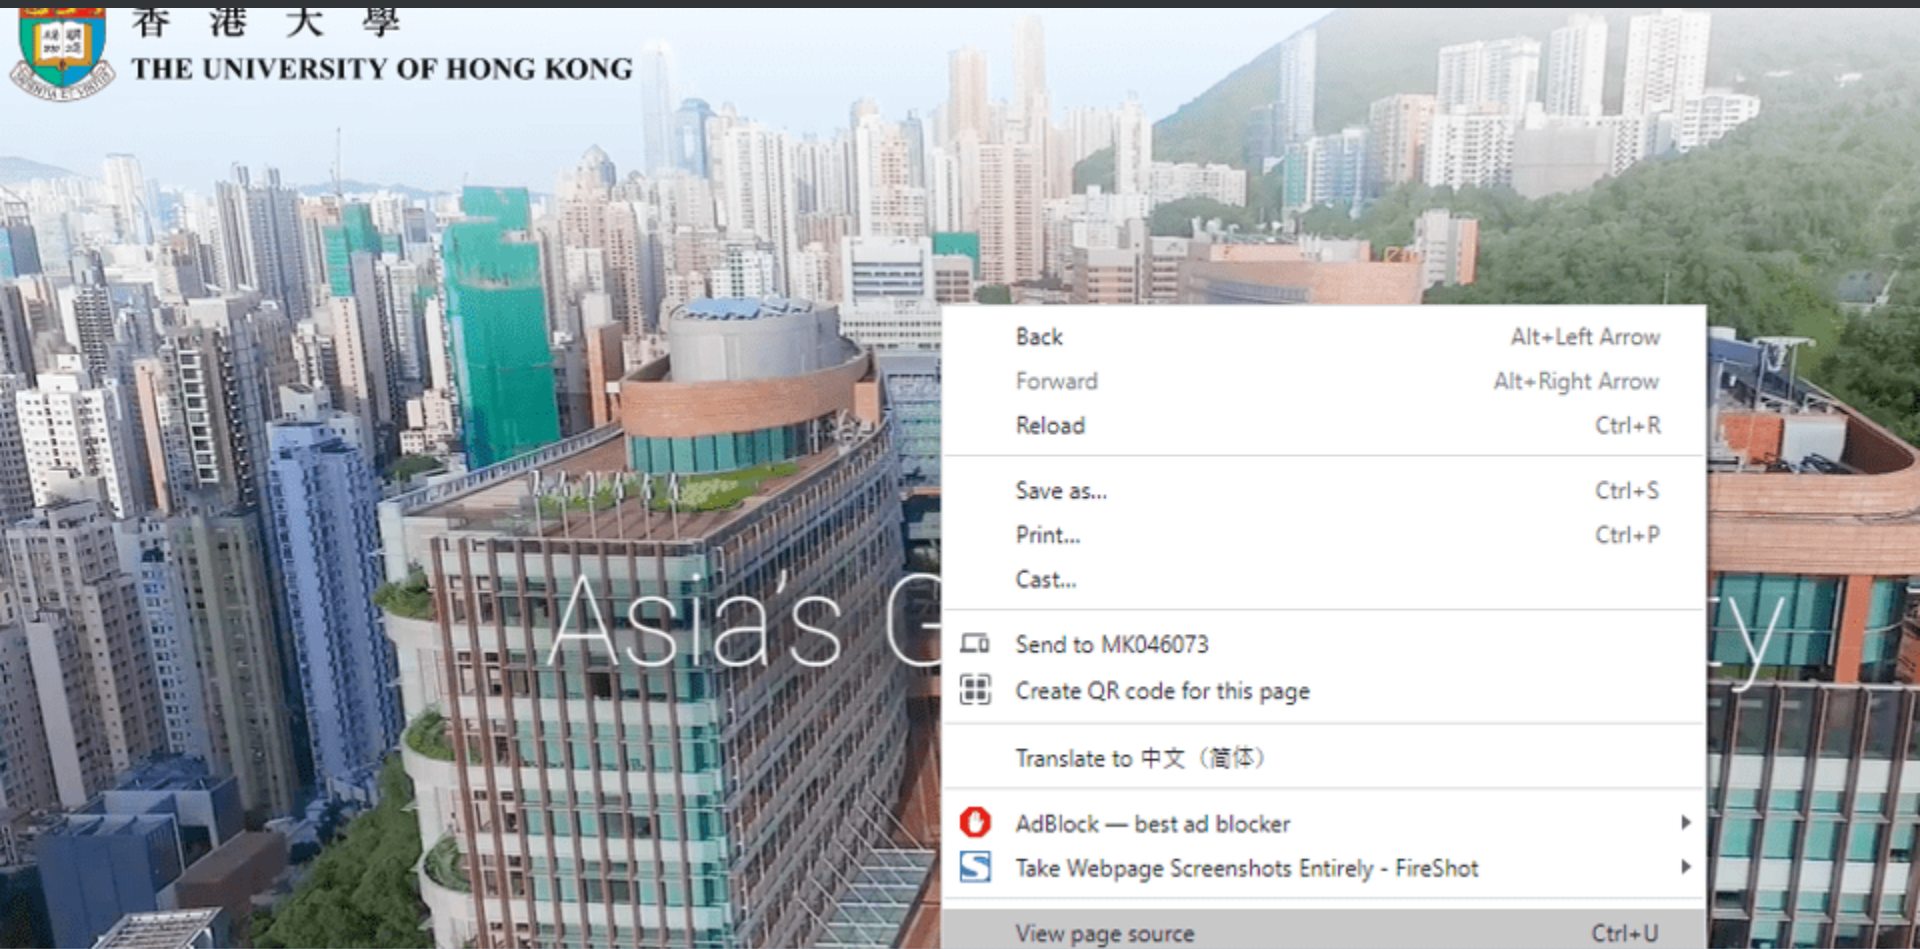 香港大學
THE UNIVERSITY OF HONG KONG
Asia's G
ty
Back Alt+Left Arrow
Forward Alt+Right Arrow
Reload Ctrl+R
Save as... Ctrl+S
Print... Ctrl+P
Cast...
Send to MK046073
Create QR code for this page
Translate to 中文（简体）
AdBlock — best ad blocker
Take Webpage Screenshots Entirely - FireShot
View page source Ctrl+U